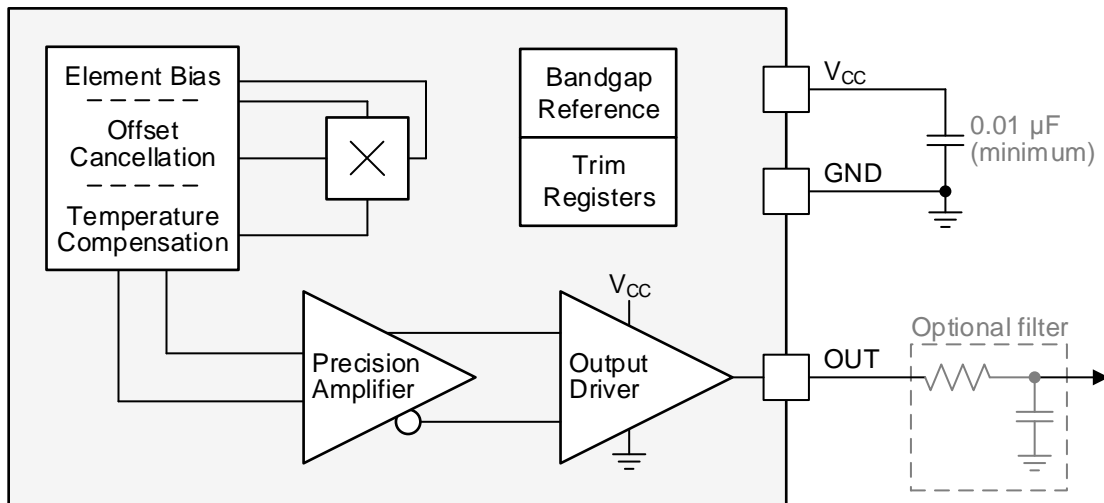 Element Bias
Offset
Cancellation
Temperature
Compensation
Bandgap
Reference
Trim
Registers
VCC
0.01 µF
(minimum)
GND
VCC
Precision
Amplifier
Output
Driver
OUT
Optional filter